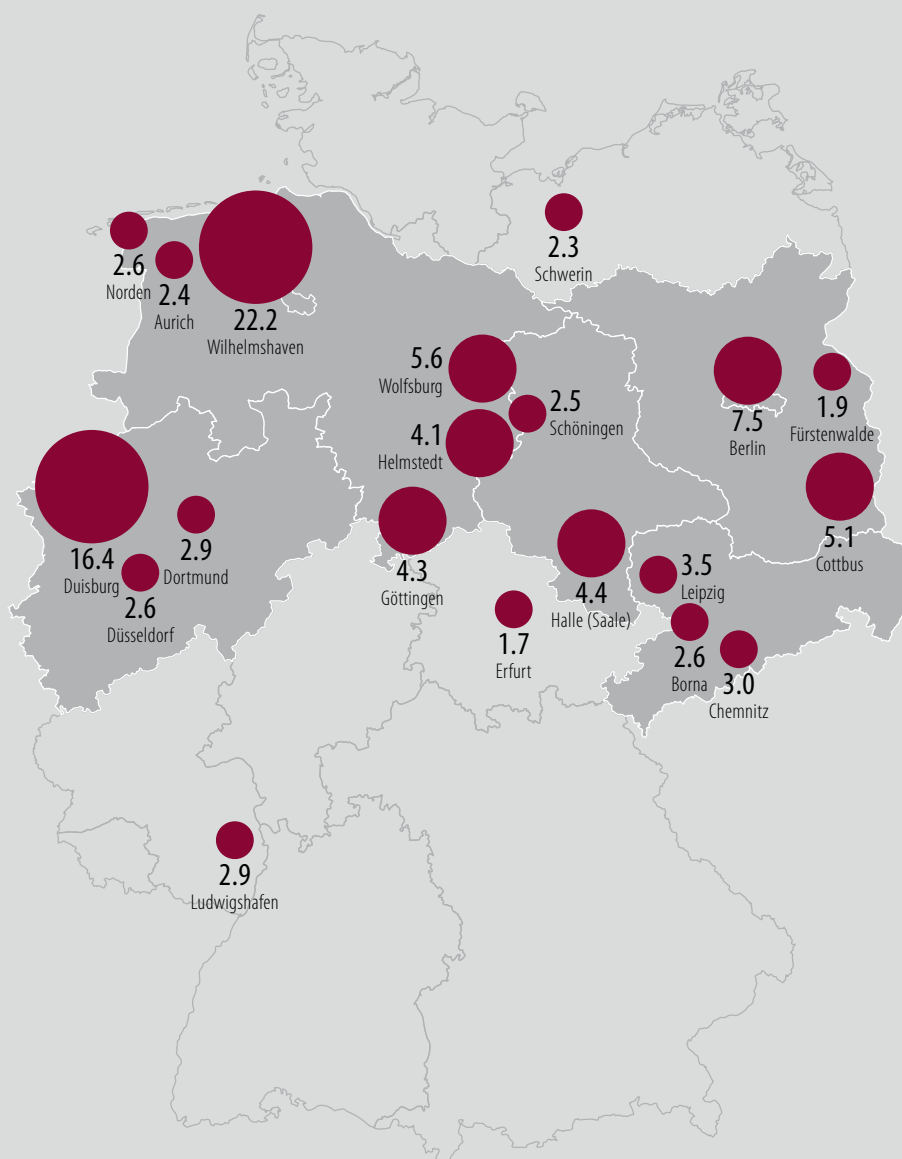 2.3
Schwerin
2.6
Norden
2.4
Aurich
22.2
Wilhelmshaven
5.6
Wolfsburg
2.5
Schöningen
4.1
Helmstedt
7.5
Berlin
1.9
Fürstenwalde
16.4
Duisburg
2.9
Dortmund
2.6
Düsseldorf
4.3
Göttingen
4.4
Halle (Saale)
5.1
Cottbus
3.5
Leipzig
1.7
Erfurt
2.6
Borna
3.0
Chemnitz
2.9
Ludwigshafen